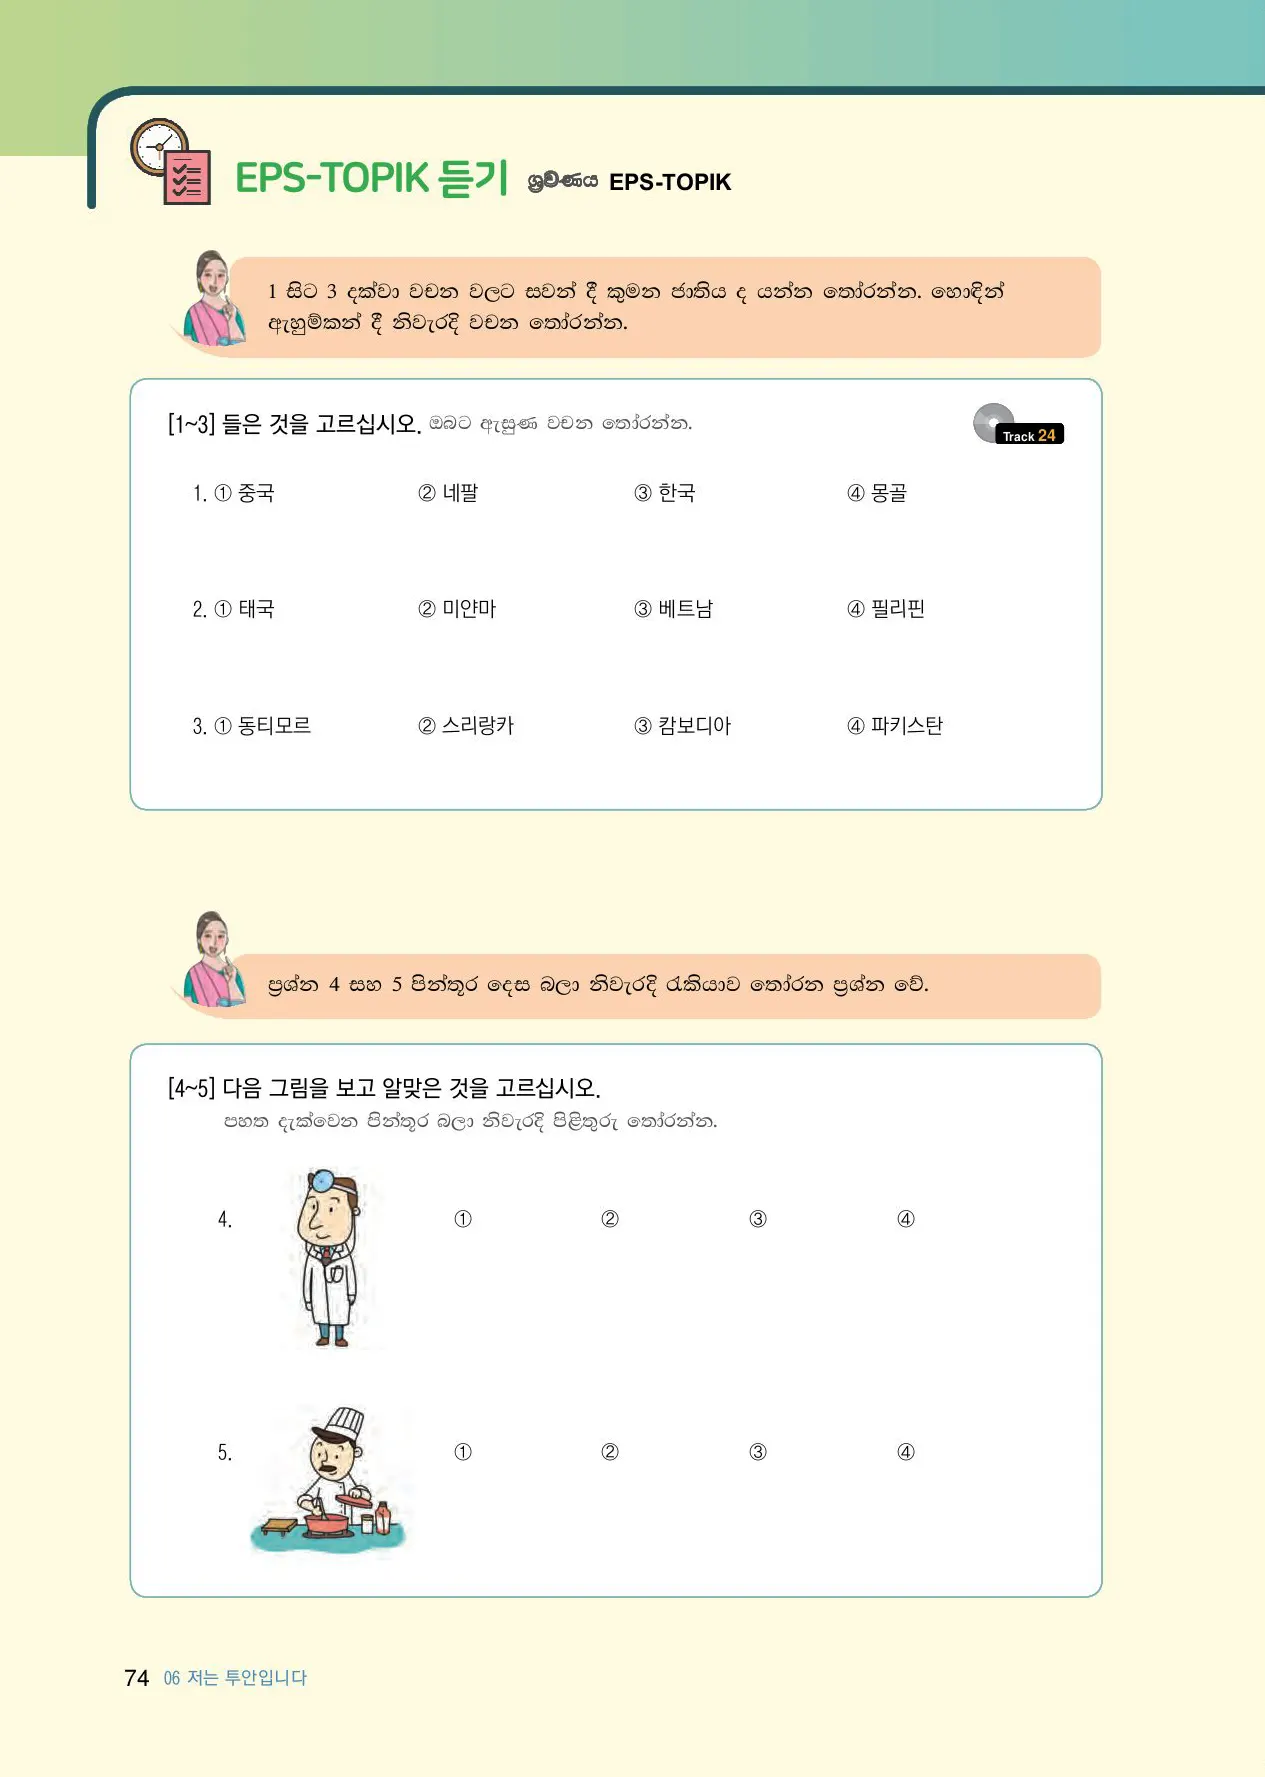 EPS-TOPIK 듣기 ශ්‍රවණය EPS-TOPIK
1 සිට 3 දක්වා වචන වලට සවන් දී කුමන ජාතිය ද යන්න තෝරන්න. හොඳින්
ඇහුම්කන් දී නිවැරදි වචන තෝරන්න.
[1~3] 들은 것을 고르십시오. ඔබට ඇසුණ වචන තෝරන්න.
Track 24
1. ① 중국 ② 네팔 ③ 한국 ④ 몽골
2. ① 태국 ② 미얀마 ③ 베트남 ④ 필리핀
3. ① 동티모르 ② 스리랑카 ③ 캄보디아 ④ 파키스탄
ප්‍රශ්න 4 සහ 5 පින්තූර දෙස බලා නිවැරදි රැකියාව තෝරන ප්‍රශ්න වේ.
[4~5] 다음 그림을 보고 알맞은 것을 고르십시오.
පහත දැක්වෙන පින්තූර බලා නිවැරදි පිළිතුරු තෝරන්න.
4. ① ② ③ ④
5. ① ② ③ ④
74 06 저는 투안입니다